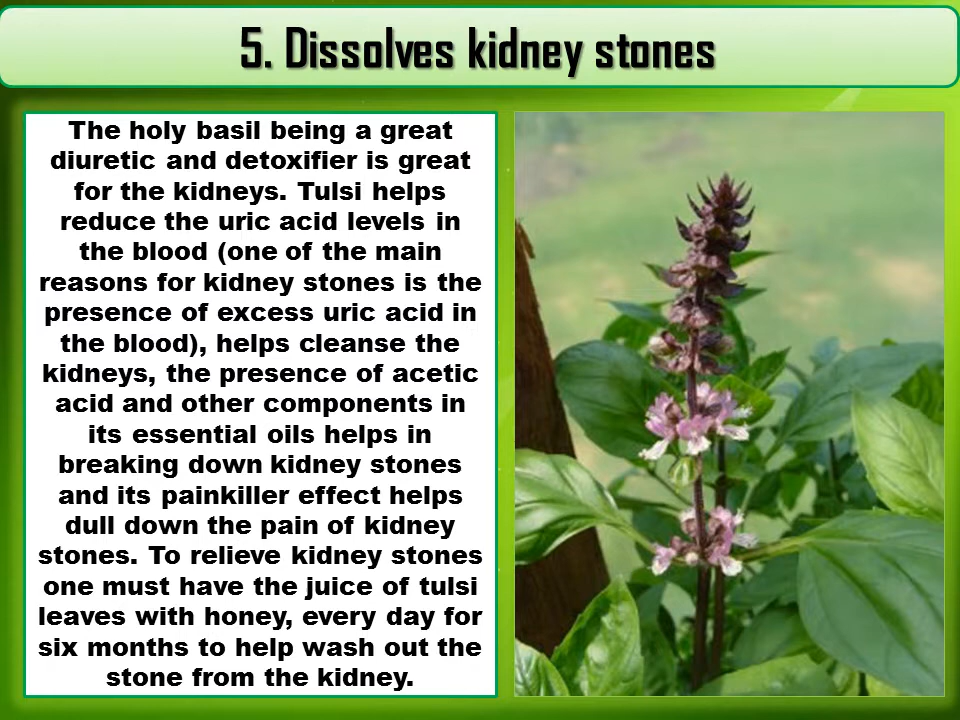 5. Dissolves kidney stones
The holy basil being a great
diuretic and detoxifier is great
for the kidneys. Tulsi helps
reduce the uric acid levels in
the blood (one of the main
reasons for kidney stones is the
presence of excess uric acid in
the blood), helps cleanse the
kidneys, the presence of acetic
acid and other components in
its essential oils helps in
breaking down kidney stones
and its painkiller effect helps
dull down the pain of kidney
stones. To relieve kidney stones
one must have the juice of tulsi
leaves with honey, every day for
six months to help wash out the
stone from the kidney.